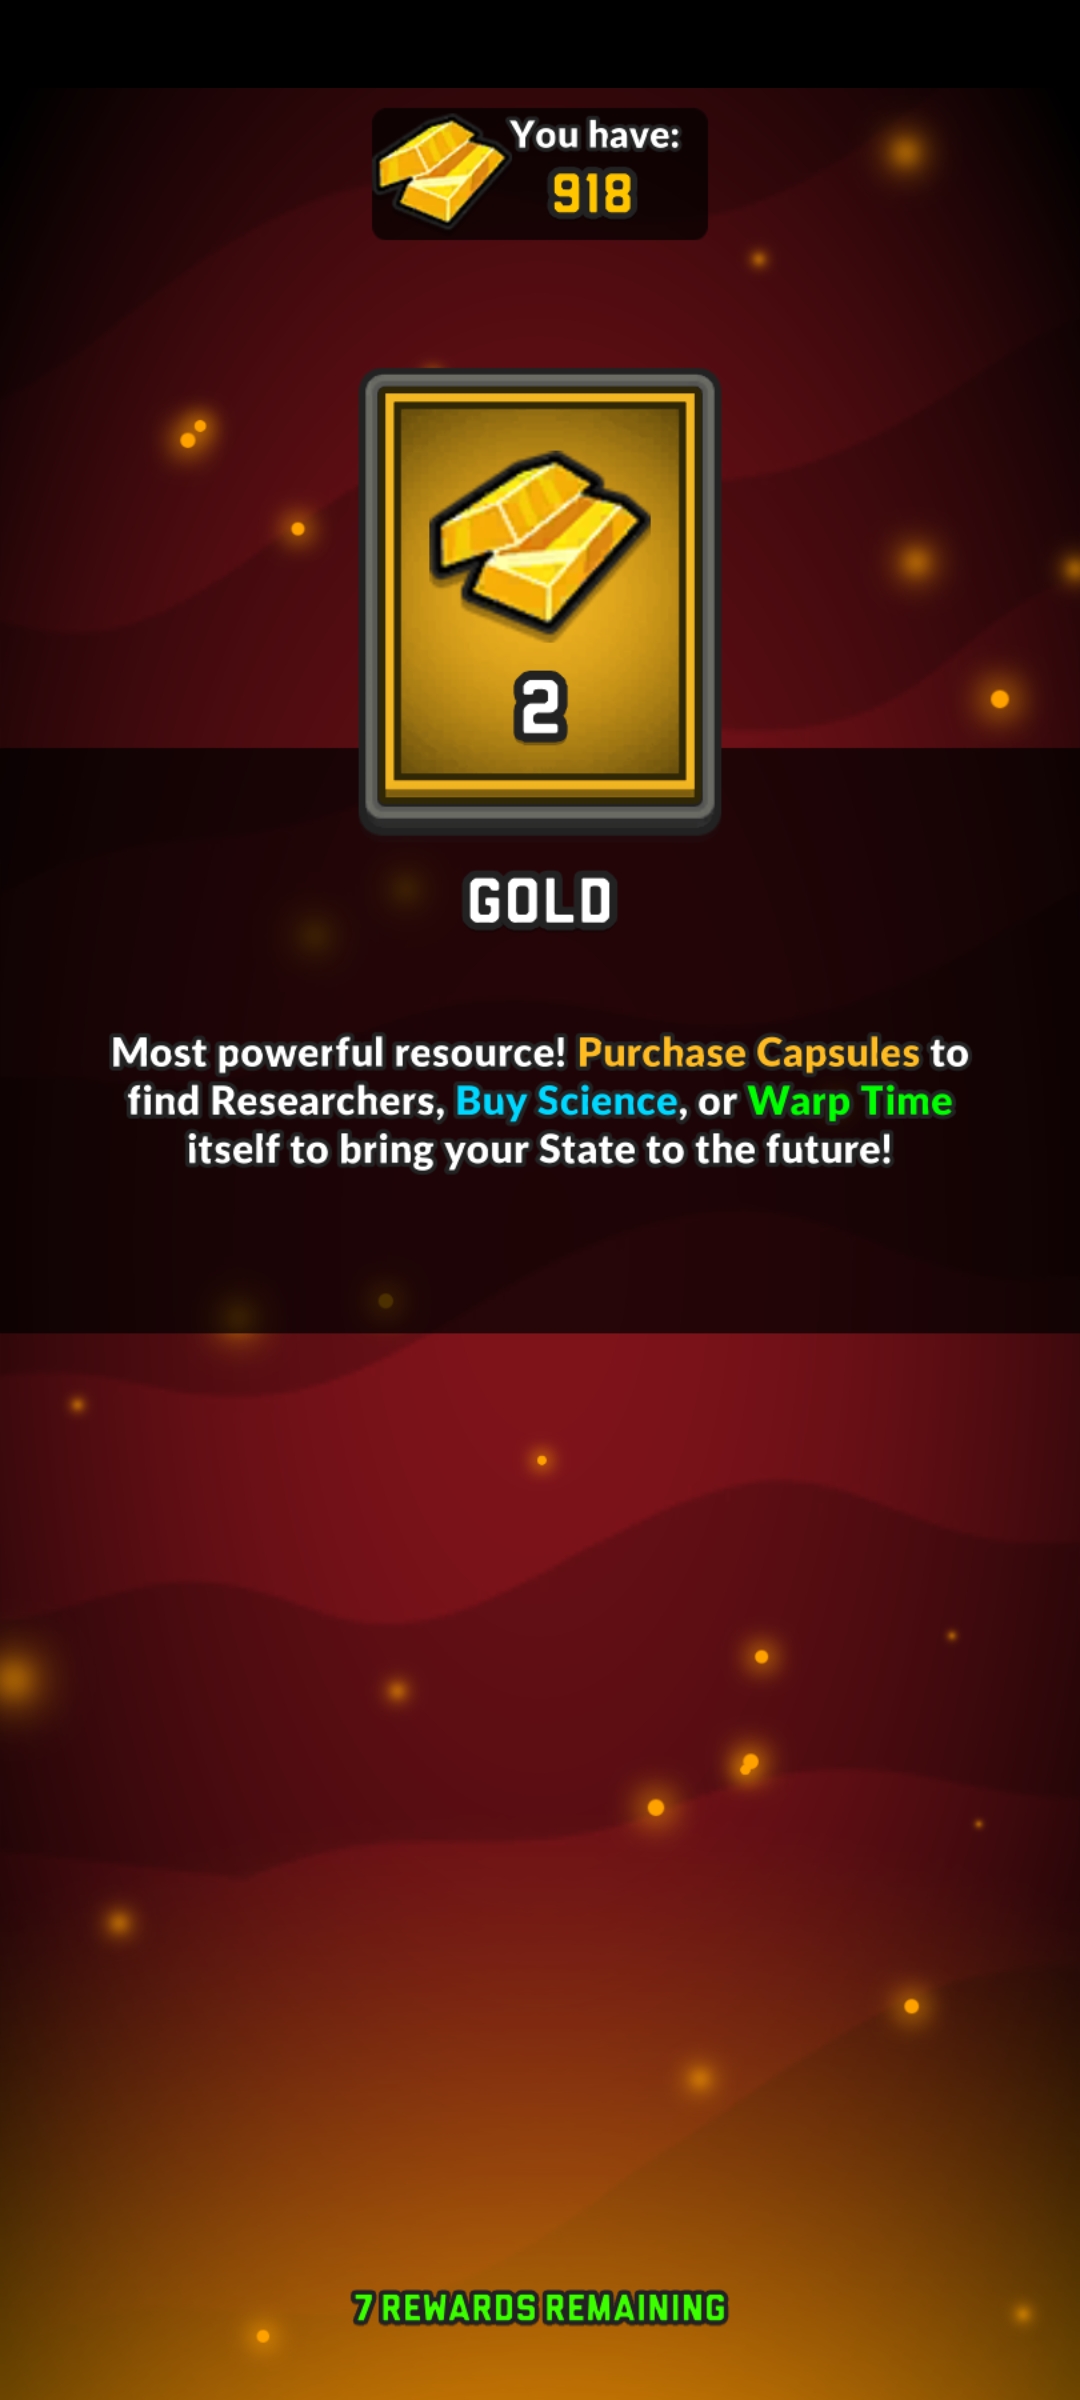 You have:
918
2
GOLD
Most powerful resource! Purchase Capsules to
find Researchers, Buy Science, or Warp Time
itself to bring your State to the future!
7 REWARDS REMAINING